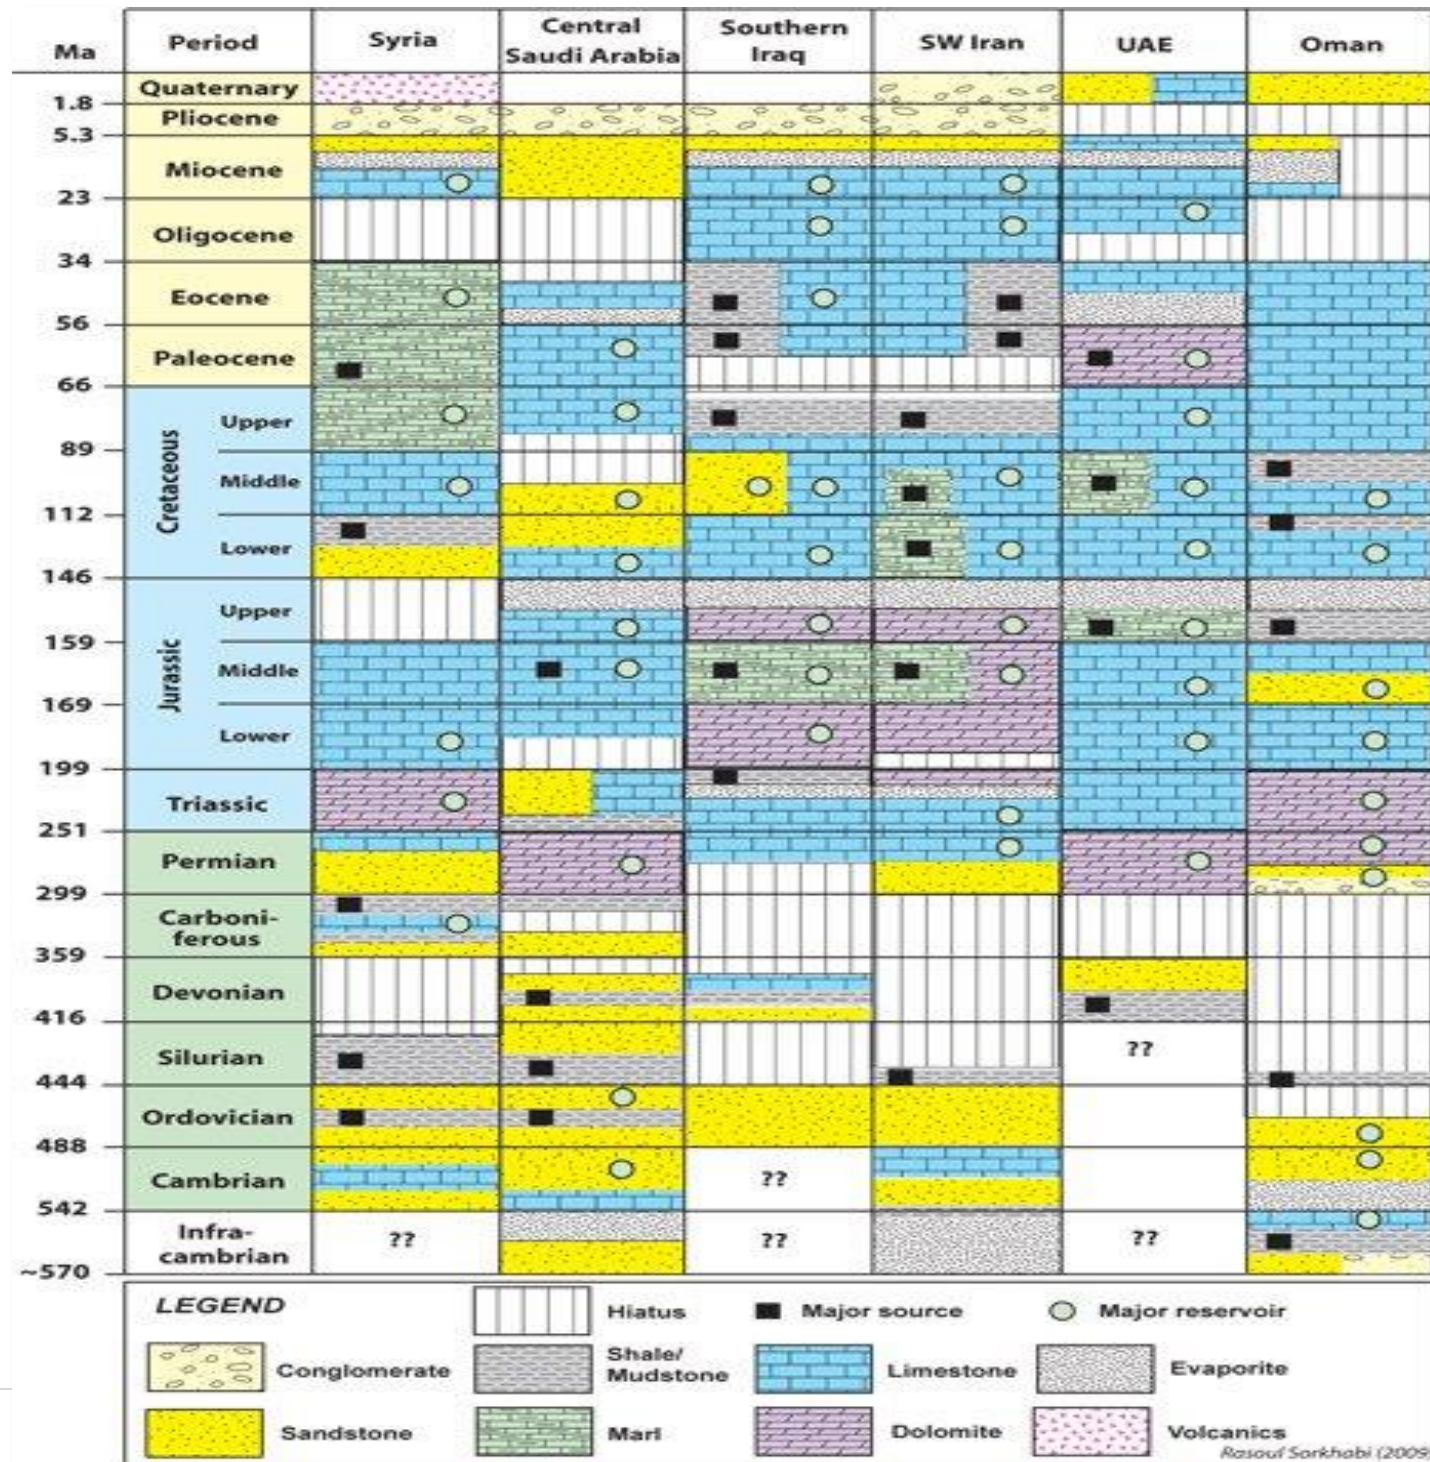 Ma
Period
Syria
Central
Saudi Arabia
Southern
Iraq
SW Iran
UAE
Oman
Quaternary
1.8
Pliocene
5.3
Miocene
23
Oligocene
34
Eocene
56
Paleocene
66
Cretaceous
Upper
89
Middle
112
Lower
146
Jurassic
Upper
159
Middle
169
Lower
199
Triassic
251
Permian
299
Carboni-
ferous
359
Devonian
416
Silurian
??
444
Ordovician
488
Cambrian
??
542
Infra-
cambrian
??
??
??
~570
LEGEND
Hiatus
Major source
Major reservoir
Conglomerate
Shale/
Mudstone
Limestone
Evaporite
Sandstone
Marl
Dolomite
Volcanics
Rasoul Sorkhabi (2009)